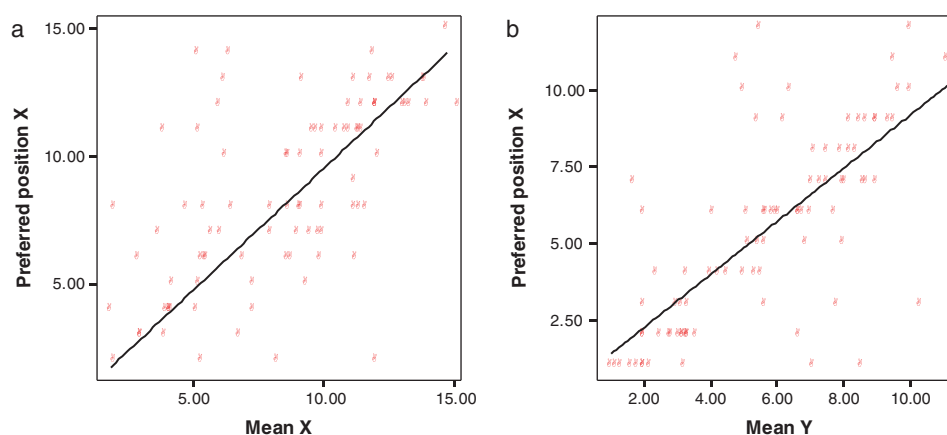 a
15.00
10.00
5.00
Preferred position X
5.00
10.00
15.00
Mean X
b
10.00
7.50
5.00
2.50
Preferred position X
2.00
4.00
6.00
8.00
10.00
Mean Y